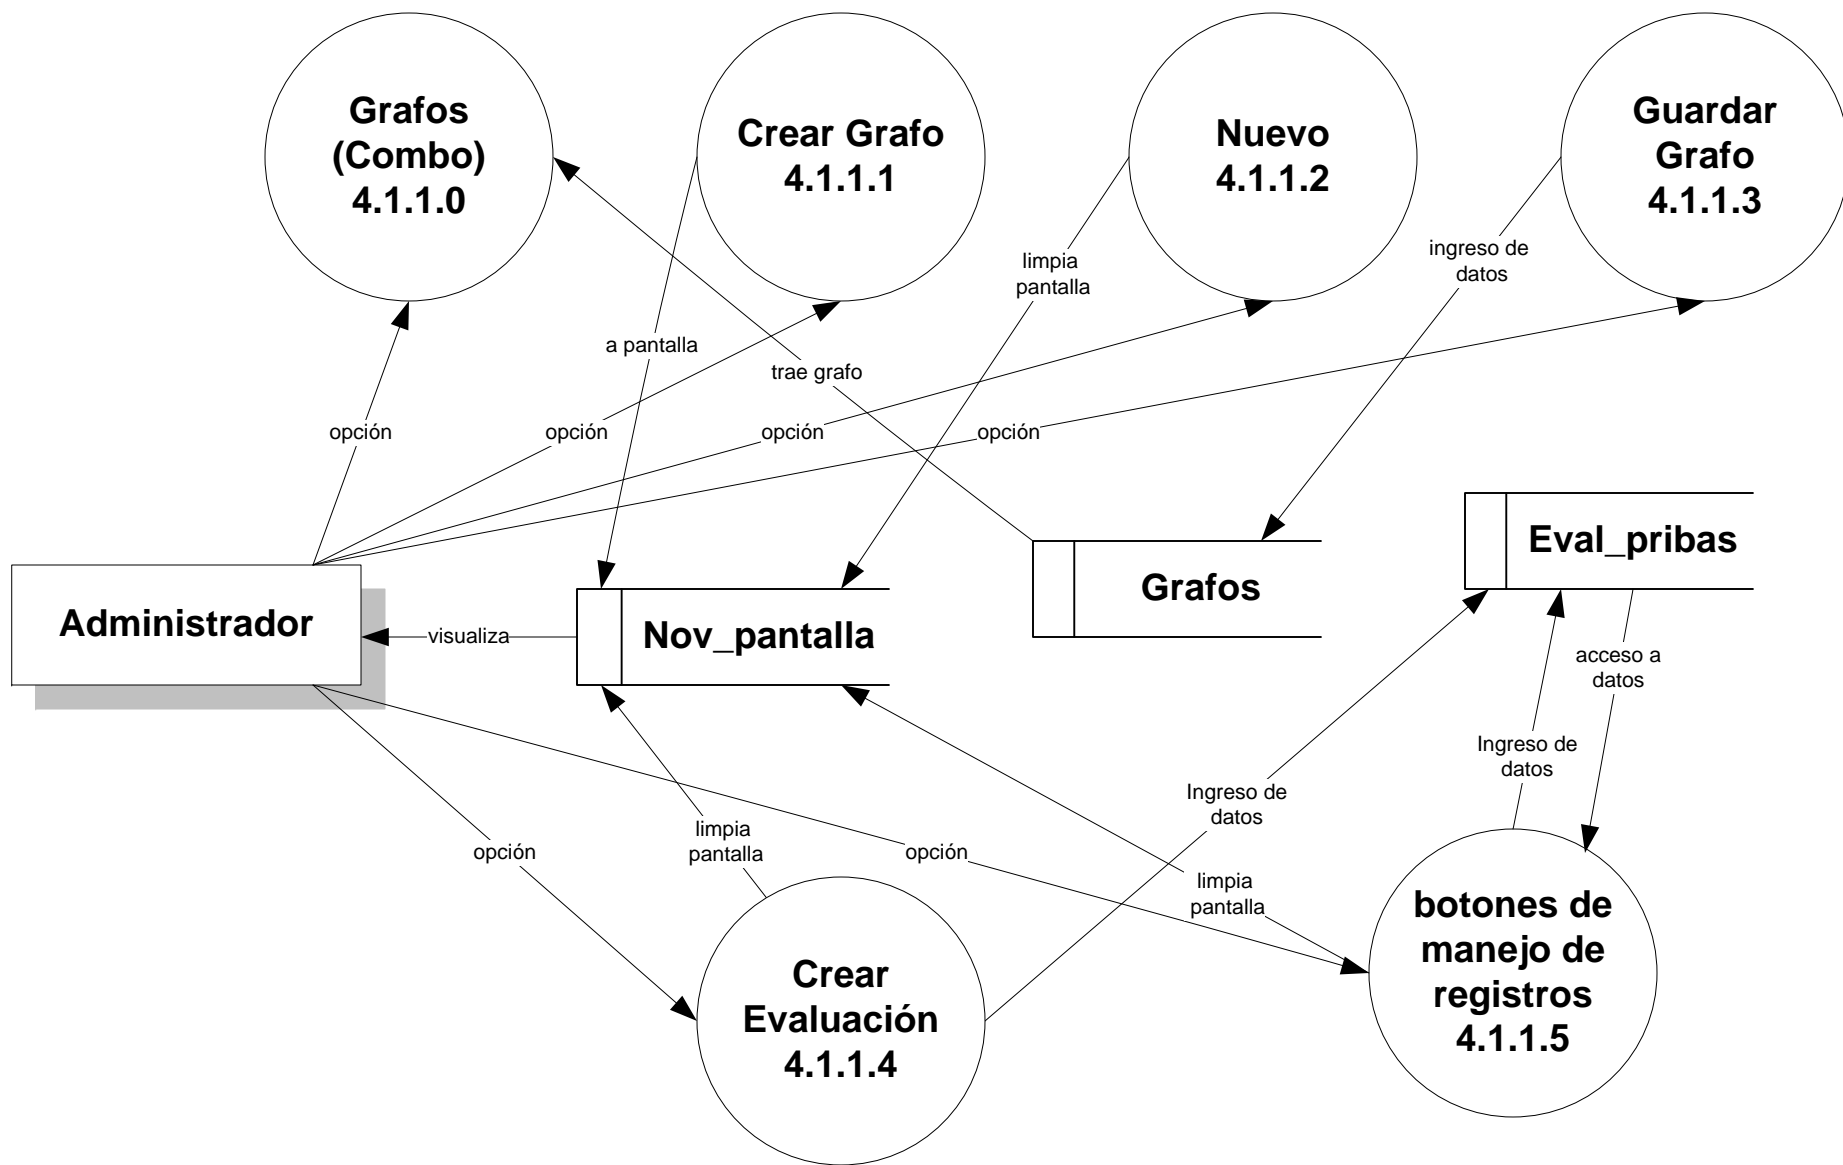 Grafos
(Combo)
4.1.1.0
Crear Grafo
4.1.1.1
Nuevo
4.1.1.2
Guardar
Grafo
4.1.1.3
limpia
pantalla
ingreso de
datos
a pantalla
trae grafo
opción
opción
opción
opción
Eval_pribas
Grafos
Administrador
visualiza
Nov_pantalla
acceso a
datos
Ingreso de
datos
Ingreso de
datos
limpia
pantalla
opción
opción
limpia
pantalla
Crear
Evaluación
4.1.1.4
botones de
manejo de
registros
4.1.1.5